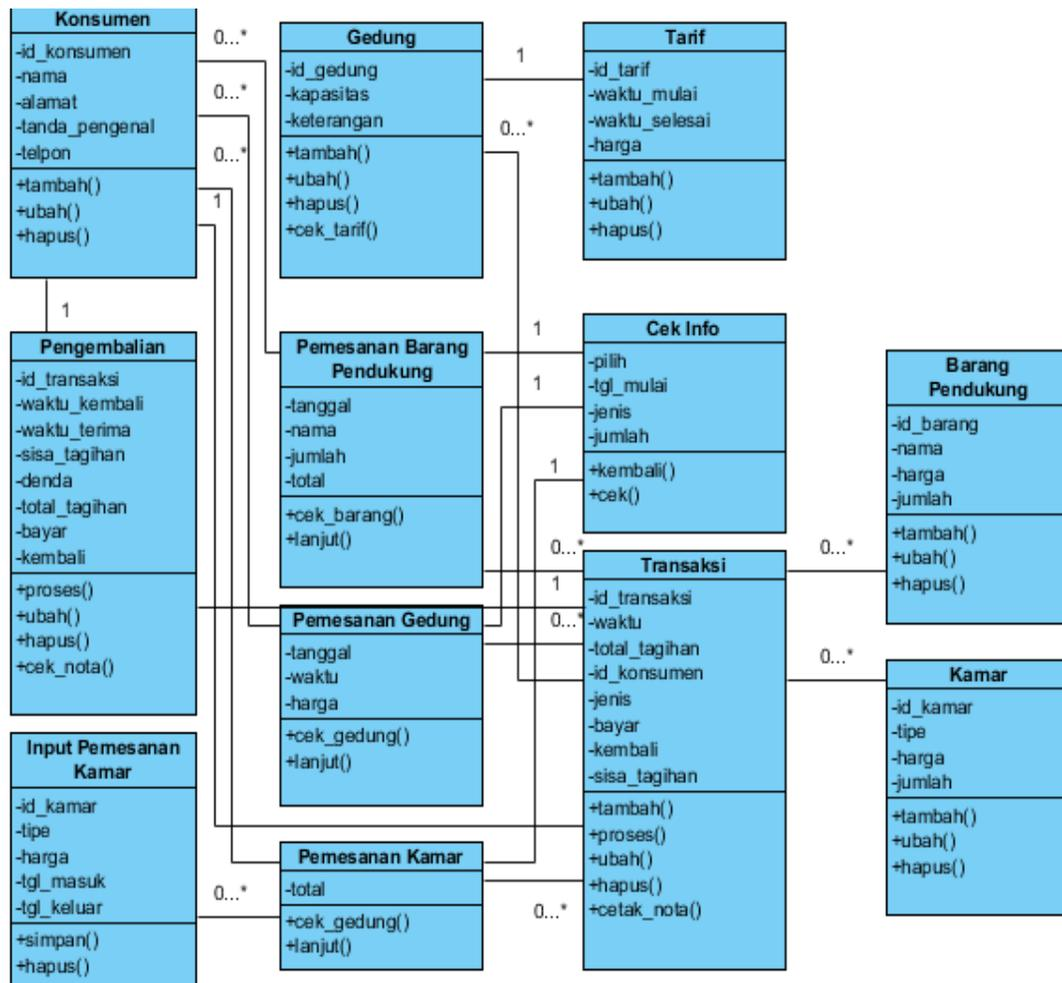 Konsumen
-id_konsumen
-nama
-alamat
-tanda_pengenal
-telpon
+tambah()
+ubah()
+hapus()
0...*
0...*
0...*
1
1
Gedung
-id_gedung
-kapasitas
-keterangan
+tambah()
+ubah()
+hapus()
+cek_tarif()
1
0...*
Tarif
-id_tarif
-waktu_mulai
-waktu_selesai
-harga
+tambah()
+ubah()
+hapus()
Pengembalian
-id_transaksi
-waktu_kembali
-waktu_terima
-sisa_tagihan
-denda
-total_tagihan
-bayar
-kembali
+proses()
+ubah()
+hapus()
+cek_nota()
Pemesanan Barang
Pendukung
-tanggal
-nama
-jumlah
-total
+cek_barang()
+lanjut()
1
1
1
0...*
1
0...*
Cek Info
-pilih
-tgl_mulai
-jenis
-jumlah
+kembali()
+cek()
Barang
Pendukung
-id_barang
-nama
-harga
-jumlah
+tambah()
+ubah()
+hapus()
0...*
0...*
Pemesanan Gedung
-tanggal
-waktu
-harga
+cek_gedung()
+lanjut()
Transaksi
-id_transaksi
-waktu
-total_tagihan
-id_konsumen
-jenis
-bayar
-kembali
-sisa_tagihan
+tambah()
+proses()
+ubah()
+hapus()
+cetak_nota()
Kamar
-id_kamar
-tipe
-harga
-jumlah
+tambah()
+ubah()
+hapus()
Input Pemesanan
Kamar
-id_kamar
-tipe
-harga
-tgl_masuk
-tgl_keluar
+simpan()
+hapus()
0...*
Pemesanan Kamar
-total
+cek_gedung()
+lanjut()
0...*